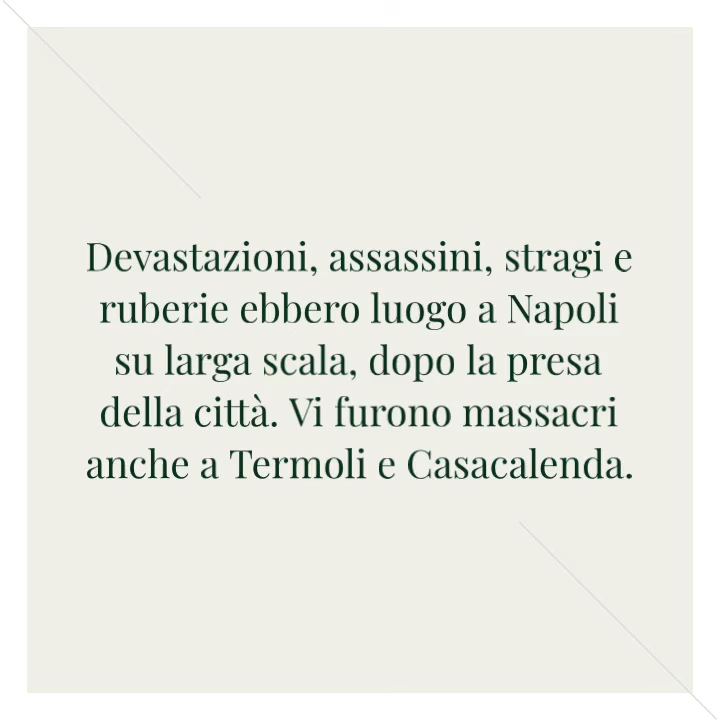 Devastazioni, assassini, stragi e
ruberie ebbero luogo a Napoli
su larga scala, dopo la presa
della città. Vi furono massacri
anche a Termoli e Casacalenda.